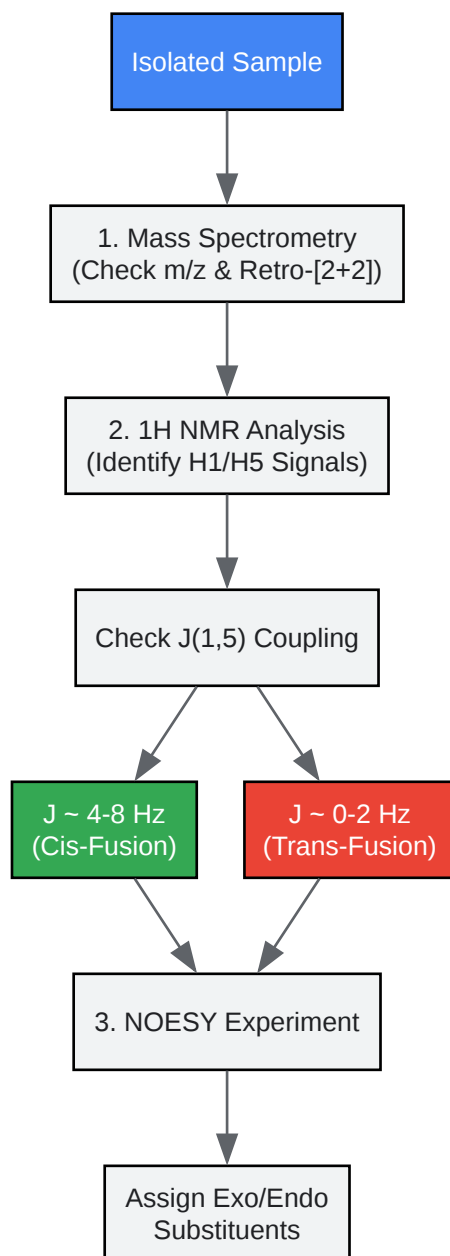 Isolated Sample
1. Mass Spectrometry
(Check m/z & Retro-[2+2])
2. 1H NMR Analysis
(Identify H1/H5 Signals)
Check J(1,5) Coupling
J ~ 4-8 Hz
(Cis-Fusion)
J ~ 0-2 Hz
(Trans-Fusion)
3. NOESY Experiment
Assign Exo/Endo
Substituents